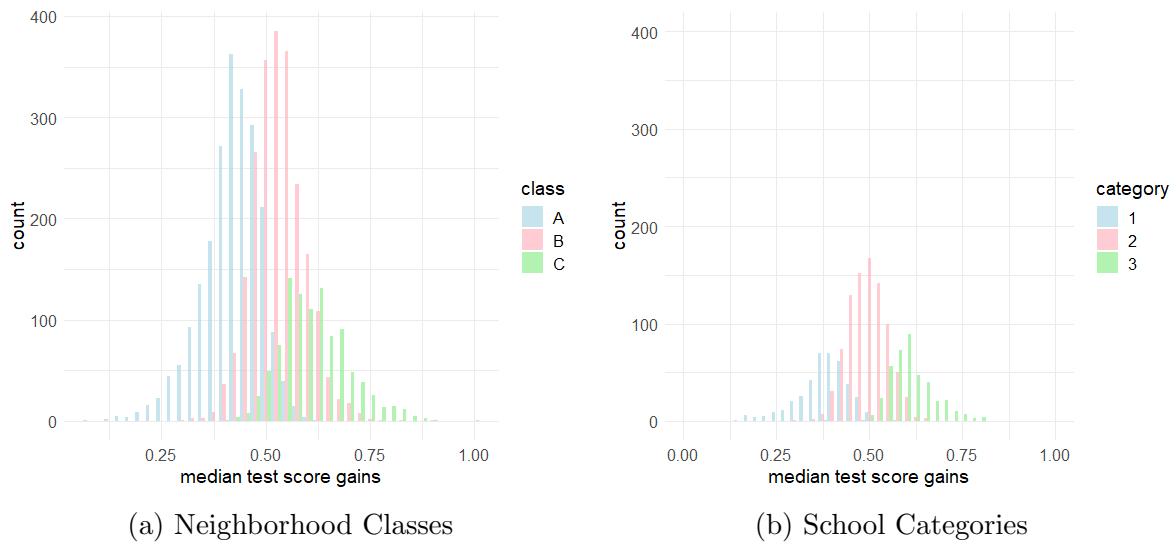 400
300
200
100
0
count
0.25 0.50 0.75 1.00
median test score gains
class
A
B
C
(a) Neighborhood Classes
400
300
200
100
0
count
0.00 0.25 0.50 0.75 1.00
median test score gains
category
1
2
3
(b) School Categories